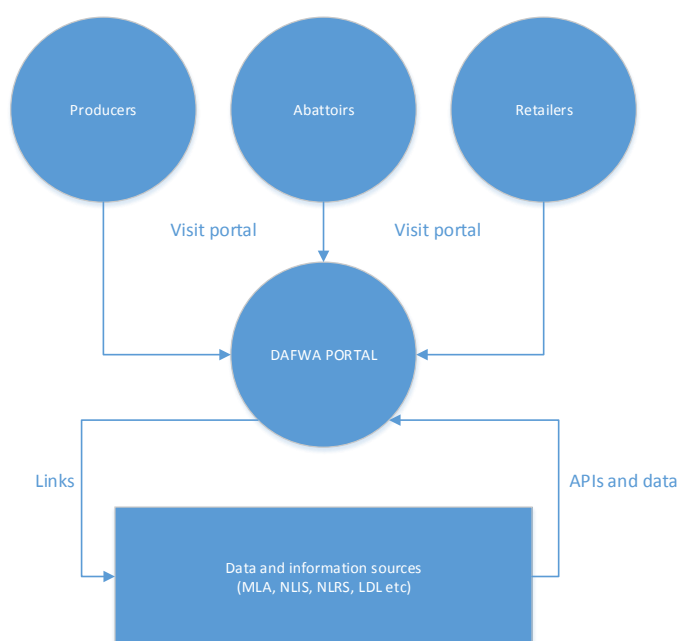 Producers
Abattoirs
Retailers
Visit portal
Visit portal
DAFWA PORTAL
Links
APIs and data
Data and information sources
(MLA, NLIS, NLRS, LDL etc)